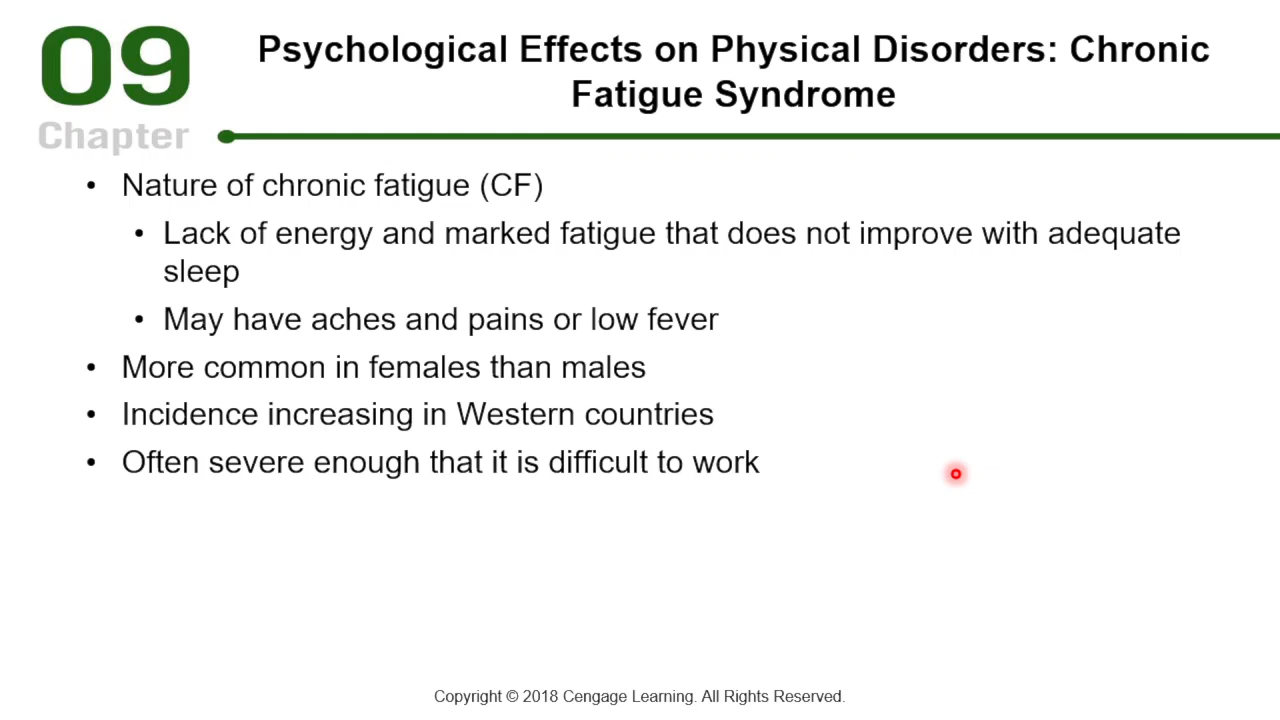 09
Chapter
Psychological Effects on Physical Disorders: Chronic
Fatigue Syndrome
• Nature of chronic fatigue (CF)
• Lack of energy and marked fatigue that does not improve with adequate
sleep
• May have aches and pains or low fever
• More common in females than males
• Incidence increasing in Western countries
• Often severe enough that it is difficult to work
Copyright © 2018 Cengage Learning. All Rights Reserved.